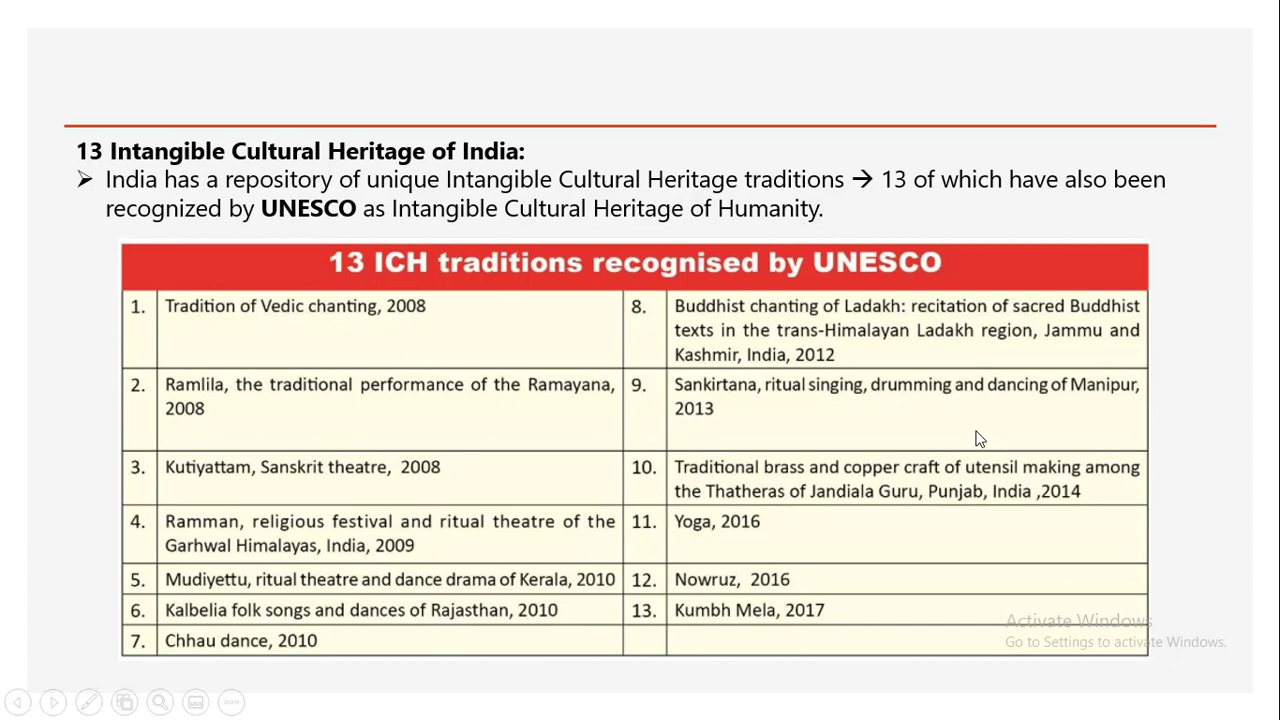 13 Intangible Cultural Heritage of India:
➢ India has a repository of unique Intangible Cultural Heritage traditions → 13 of which have also been
recognized by UNESCO as Intangible Cultural Heritage of Humanity.
13 ICH traditions recognised by UNESCO
1. Tradition of Vedic chanting, 2008
2. Ramlila, the traditional performance of the Ramayana,
2008
3. Kutiyattam, Sanskrit theatre, 2008
4. Ramman, religious festival and ritual theatre of the
Garhwal Himalayas, India, 2009
5. Mudiyettu, ritual theatre and dance drama of Kerala, 2010
6. Kalbelia folk songs and dances of Rajasthan, 2010
7. Chhau dance, 2010
8. Buddhist chanting of Ladakh: recitation of sacred Buddhist
texts in the trans-Himalayan Ladakh region, Jammu and
Kashmir, India, 2012
9. Sankirtana, ritual singing, drumming and dancing of Manipur,
2013
10. Traditional brass and copper craft of utensil making among
the Thatheras of Jandiala Guru, Punjab, India ,2014
11. Yoga, 2016
12. Nowruz, 2016
13. Kumbh Mela, 2017
Activate Windows
Go to Settings to activate Windows.